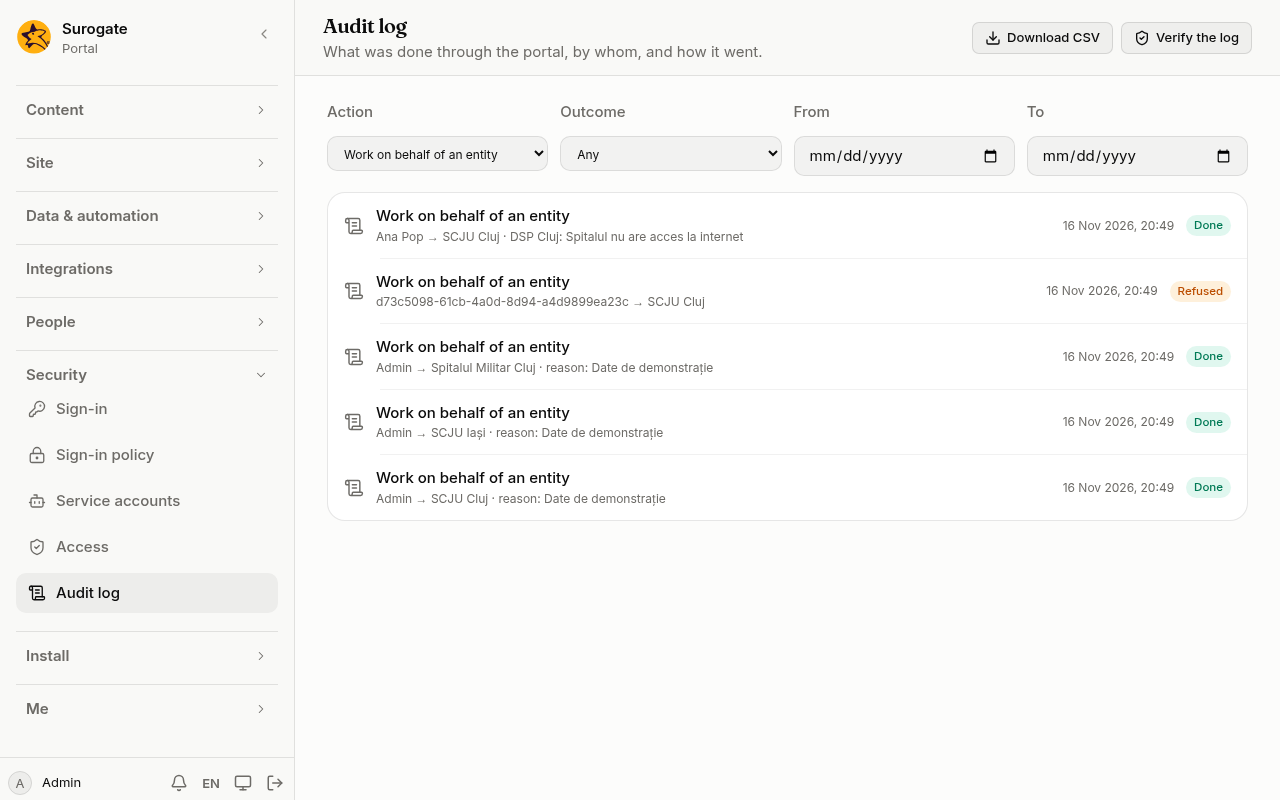 Surogate
Portal
Content
Site
Data & automation
Integrations
People
Security
Sign-in
Sign-in policy
Service accounts
Access
Audit log
Install
Me
A Admin EN
Audit log
What was done through the portal, by whom, and how it went.
Download CSV Verify the log
Action Outcome From To
Work on behalf of an entity Any mm/dd/yyyy mm/dd/yyyy
Work on behalf of an entity
Ana Pop → SCJU Cluj · DSP Cluj: Spitalul nu are acces la internet
16 Nov 2026, 20:49 Done
Work on behalf of an entity
d73c5098-61cb-4a0d-8d94-a4d9899ea23c → SCJU Cluj
16 Nov 2026, 20:49 Refused
Work on behalf of an entity
Admin → Spitalul Militar Cluj · reason: Date de demonstrație
16 Nov 2026, 20:49 Done
Work on behalf of an entity
Admin → SCJU Iași · reason: Date de demonstrație
16 Nov 2026, 20:49 Done
Work on behalf of an entity
Admin → SCJU Cluj · reason: Date de demonstrație
16 Nov 2026, 20:49 Done